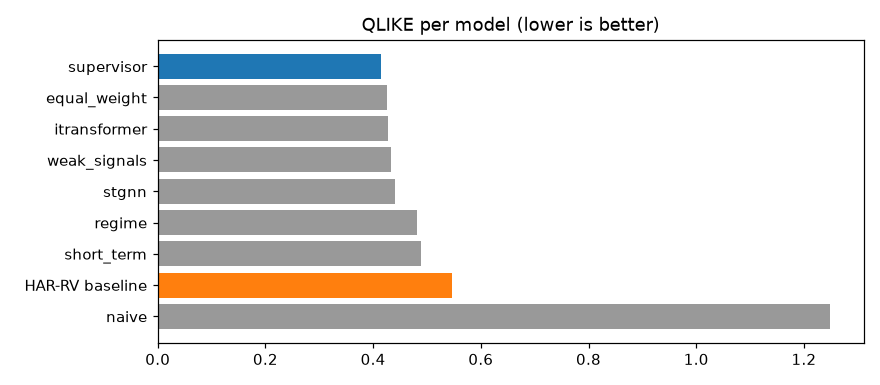 QLIKE per model (lower is better)
supervisor
equal_weight
itransformer
weak_signals
stgnn
regime
short_term
HAR-RV baseline
naive
0.0 0.2 0.4 0.6 0.8 1.0 1.2